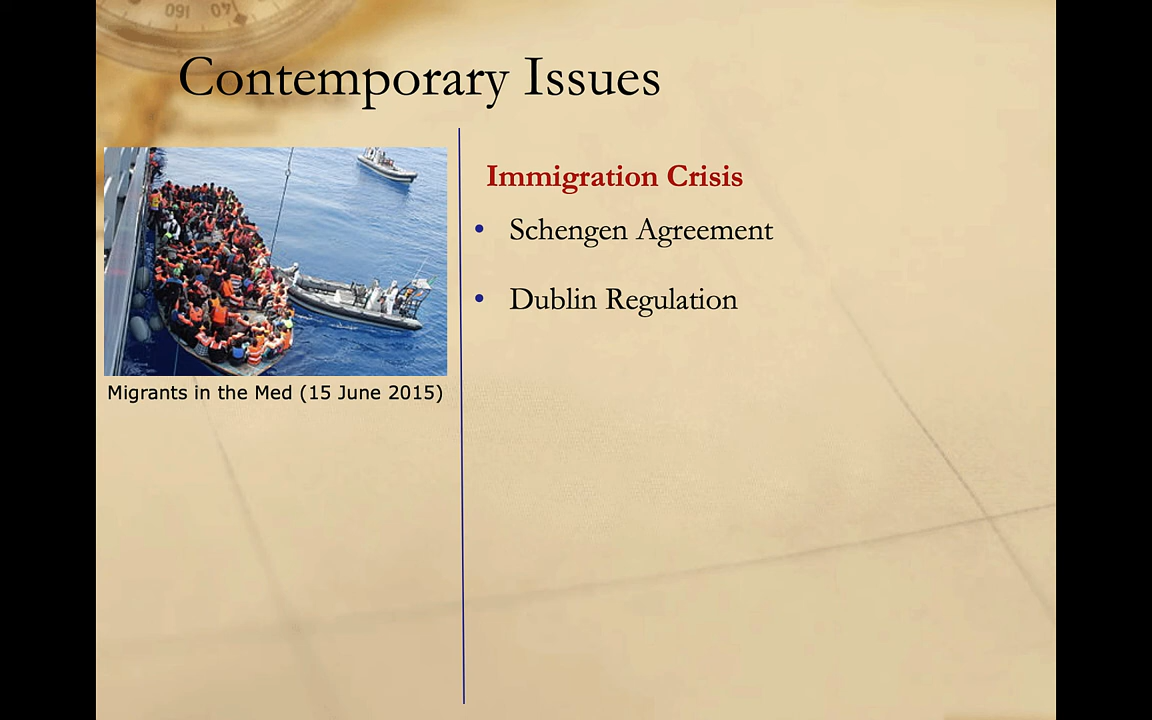 Contemporary Issues
Migrants in the Med (15 June 2015)
Immigration Crisis
• Schengen Agreement
• Dublin Regulation